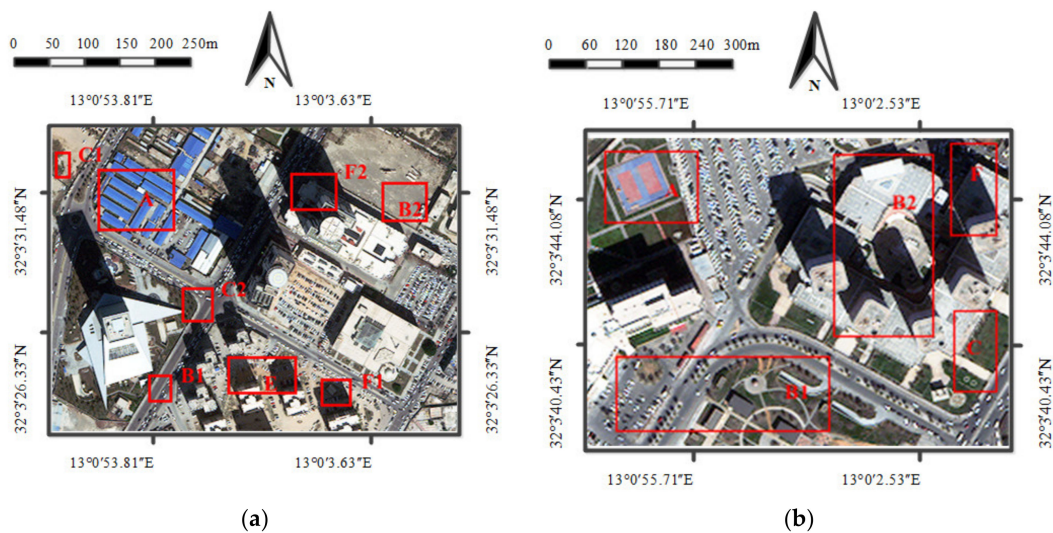 0 50 100 150 200 250m
N
13°0′53.81″E 13°0′3.63″E
32°3′31.48″N 32°3′31.48″N
32°3′26.33″N 32°3′26.33″N
C1
A
F2
B2
C2
B1
E
F1
13°0′53.81″E 13°0′3.63″E
(a)
0 60 120 180 240 300m
N
13°0′55.71″E 13°0′2.53″E
32°3′44.08″N 32°3′44.08″N
32°3′40.43″N 32°3′40.43″N
A
B2
F
C
B1
13°0′55.71″E 13°0′2.53″E
(b)